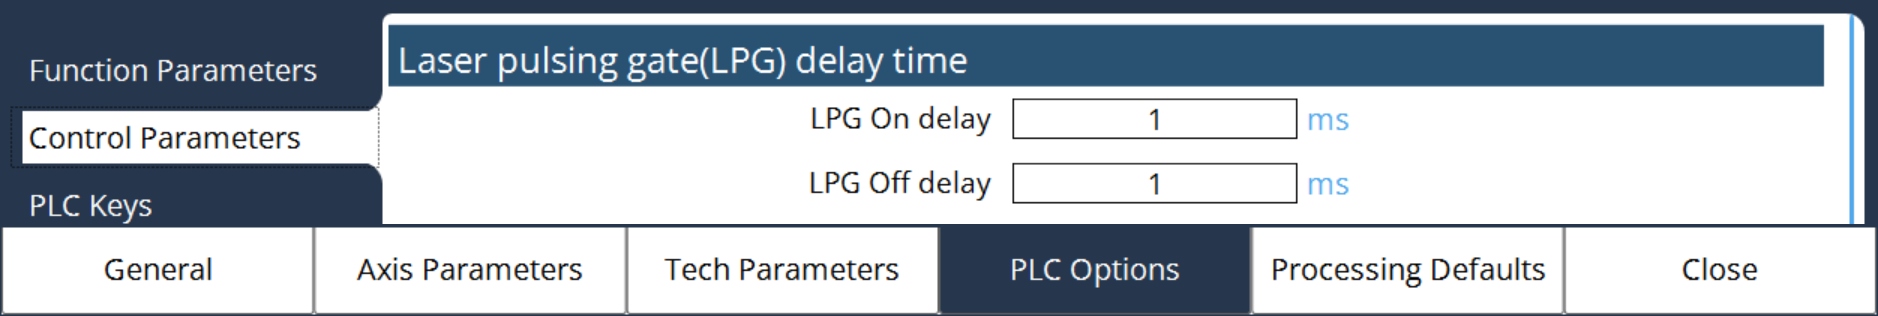 Function Parameters
Control Parameters
PLC Keys
Laser pulsing gate(LPG) delay time
LPG On delay 1 ms
LPG Off delay 1 ms
General Axis Parameters Tech Parameters PLC Options Processing Defaults Close